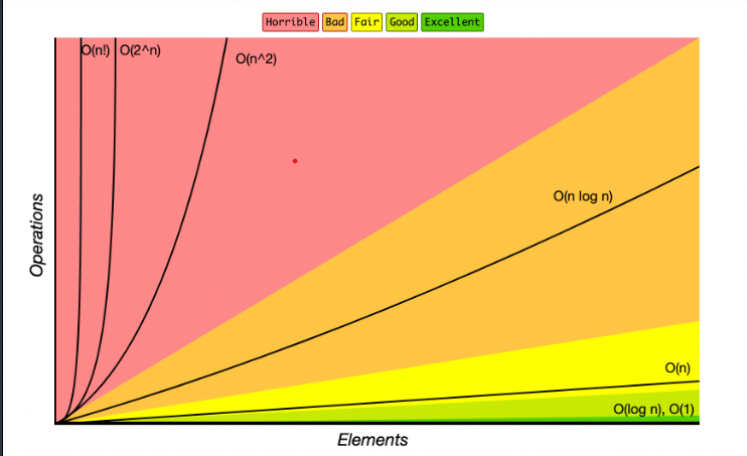 Horrible Bad Fair Good Excellent
O(n!) O(2^n)
O(n^2)
O(n log n)
O(n)
O(log n), O(1)
Operations
Elements